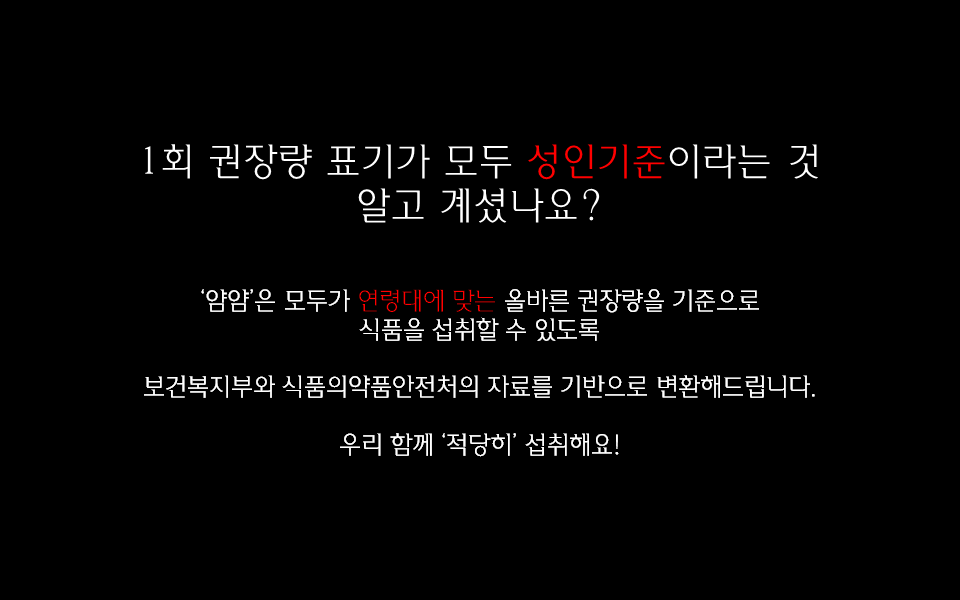 1회 권장량 표기가 모두 성인기준이라는 것
알고 계셨나요?
‘얌얌’은 모두가 연령대에 맞는 올바른 권장량을 기준으로
식품을 섭취할 수 있도록
보건복지부와 식품의약품안전처의 자료를 기반으로 변환해드립니다.
우리 함께 ‘적당히’ 섭취해요!